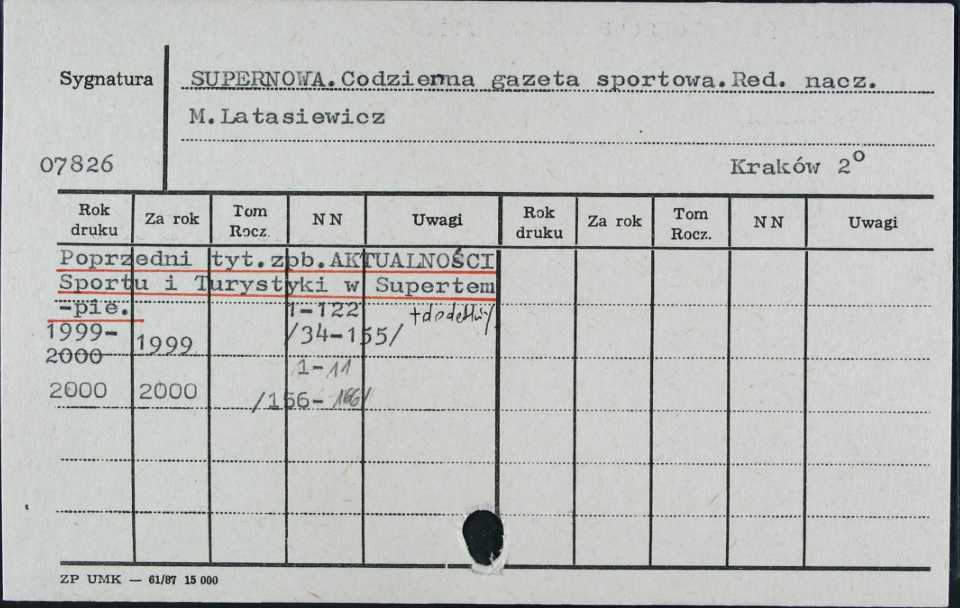 Sygnatura SUPERNOWA.Codzienna gazeta sportowa.Red. nacz.
M.Latasiewicz
07826 Kraków 2°
Rok druku Za rok Tom Rocz. NN Uwagi Rok druku Za rok Tom Rocz. NN Uwagi
Poprzedni tyt.zpb.AKTUALNOŚCI
Sportu i Turystyki w Supertem
-pie. 1-122
1999- 1999 /34-155/
2000 1-11
2000 2000 /156-166/
ZP UMK — 61/87 15 000